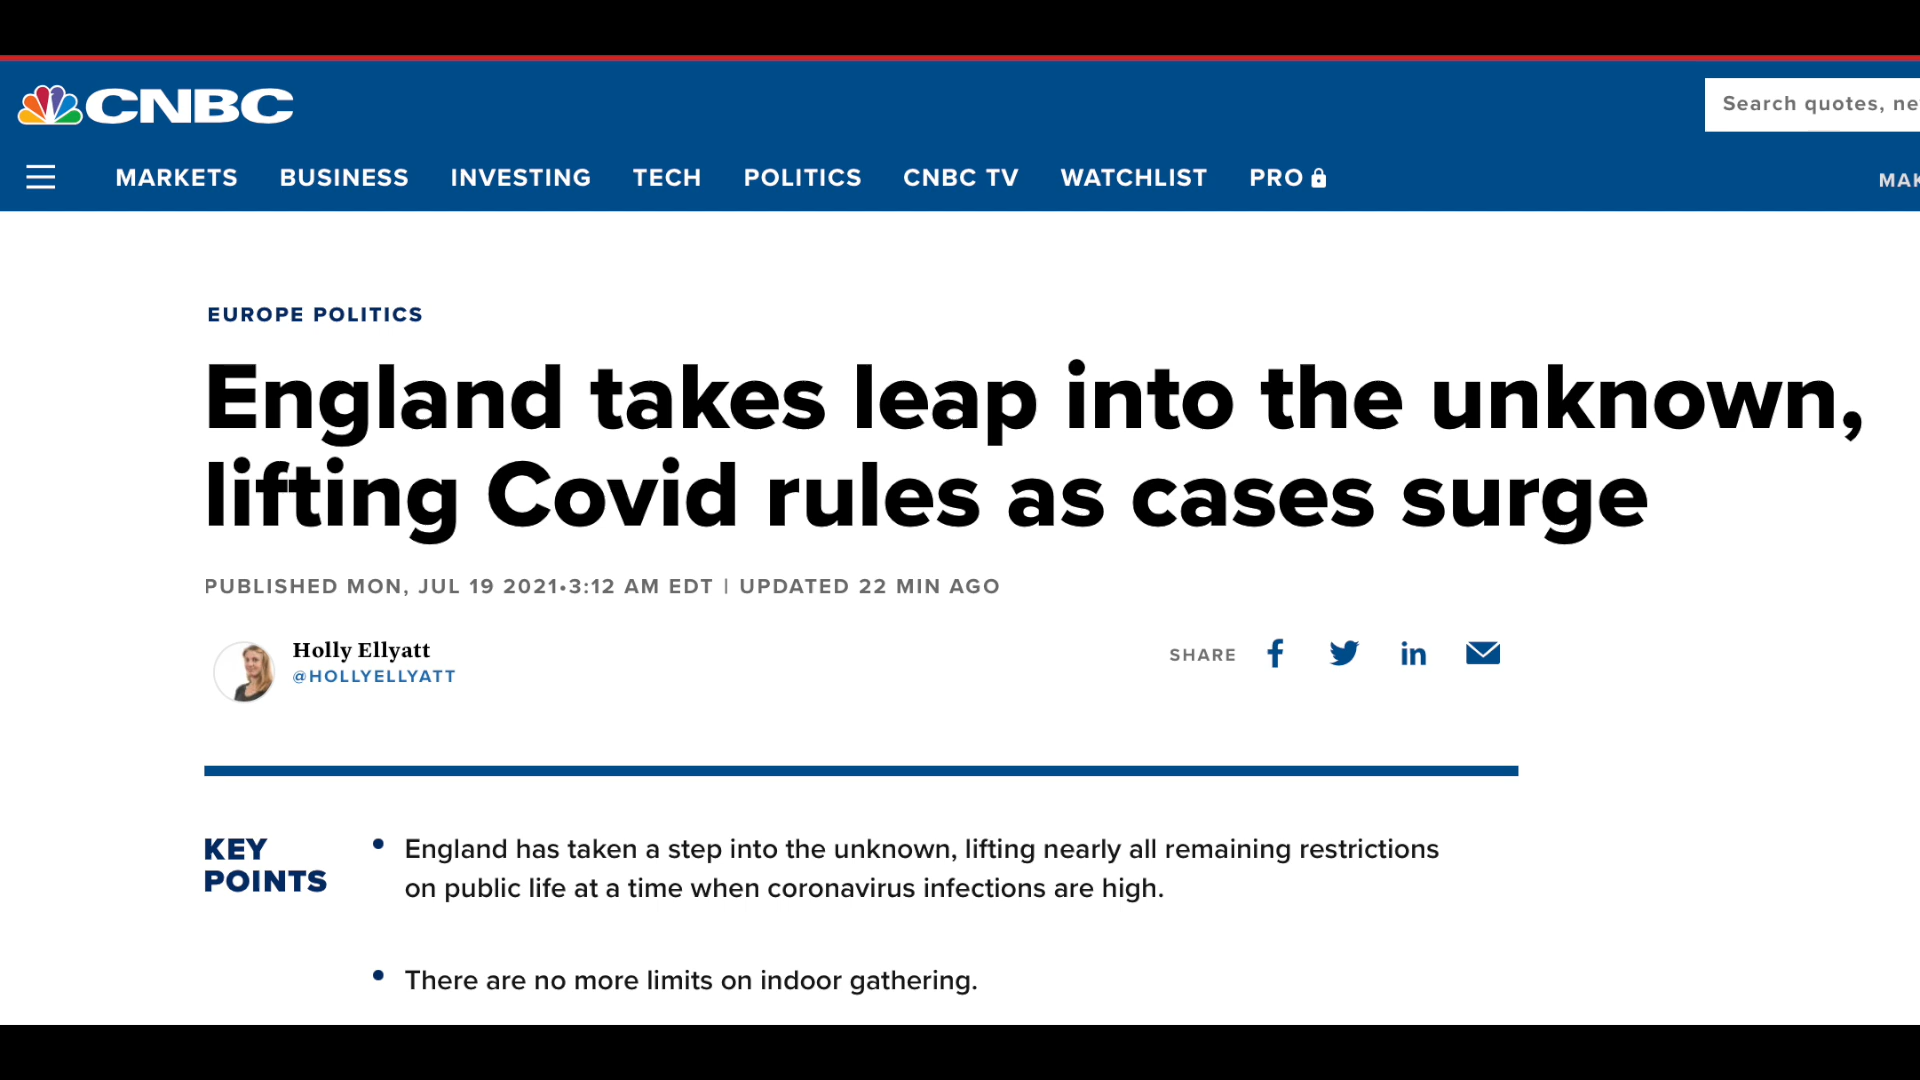 CNBC
Search quotes, ne
MARKETS BUSINESS INVESTING TECH POLITICS CNBC TV WATCHLIST PRO
MAK
EUROPE POLITICS
England takes leap into the unknown,
lifting Covid rules as cases surge
PUBLISHED MON, JUL 19 2021•3:12 AM EDT | UPDATED 22 MIN AGO
Holly Ellyatt
@HOLLYELLYATT
SHARE
KEY
POINTS
• England has taken a step into the unknown, lifting nearly all remaining restrictions
on public life at a time when coronavirus infections are high.
• There are no more limits on indoor gathering.